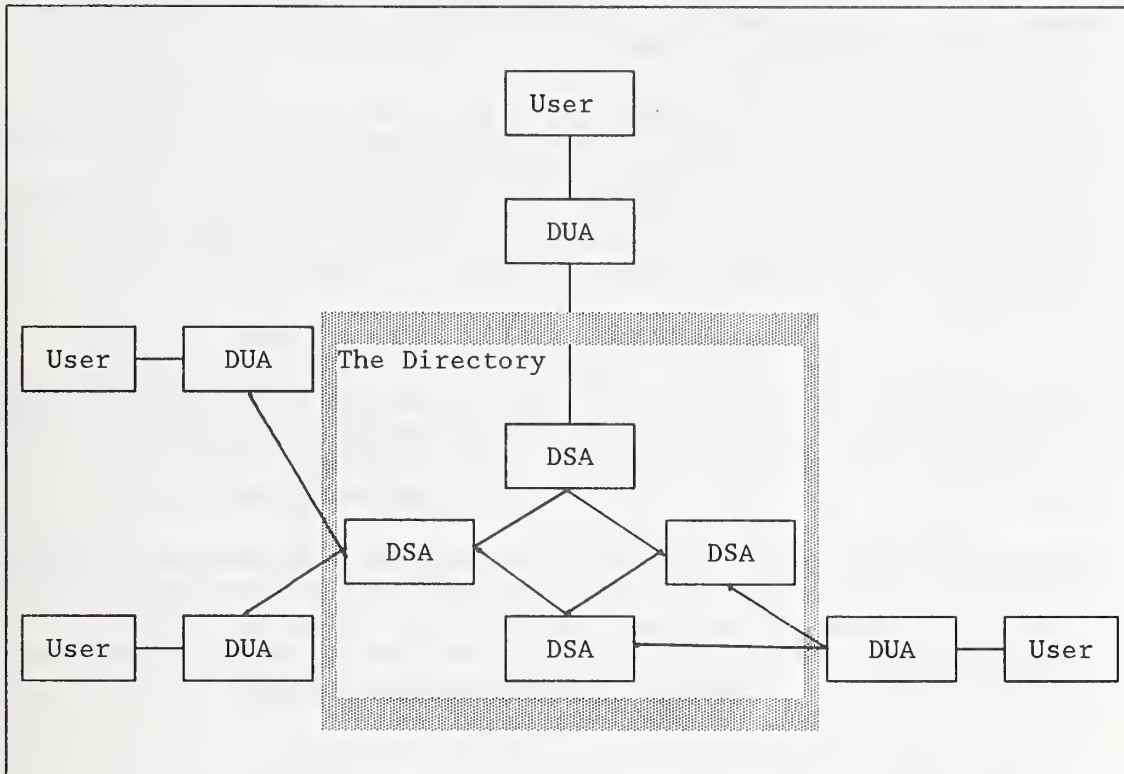 User
DUA
User
DUA
The Directory
DSA
DSA
DSA
User
DUA
DSA
DUA
User